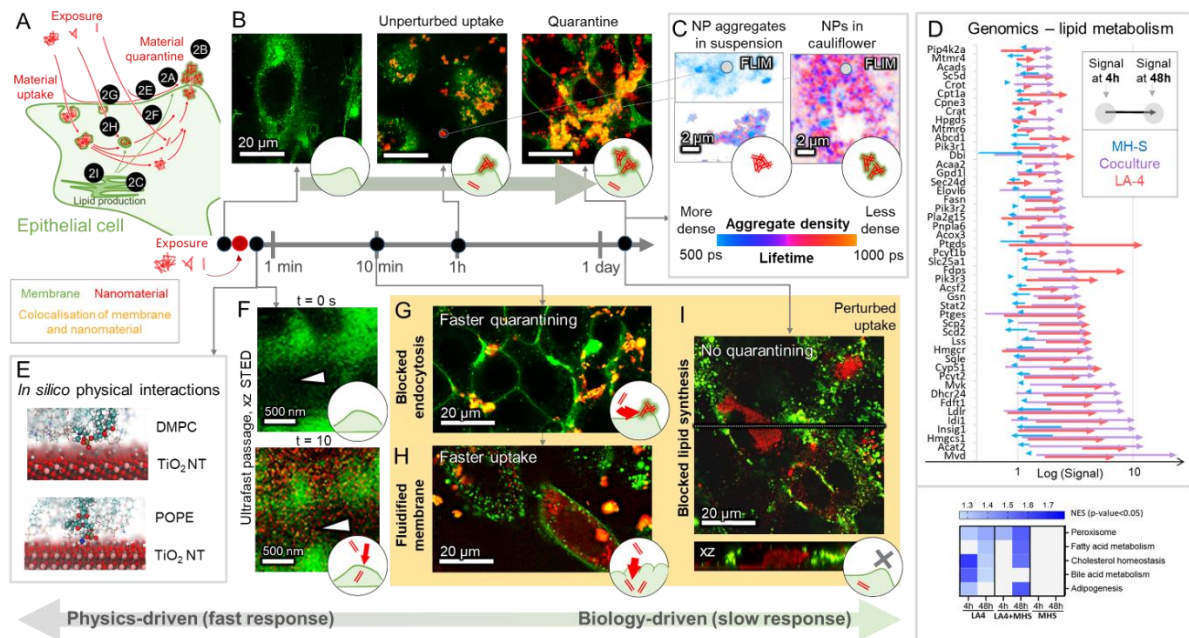 A
Exposure
Material quarantine
2B
Material uptake
2A
2G
2E
2F
2H
2I
2C
Lipid production
Epithelial cell
B
Unperturbed uptake
Quarantine
20 µm
C
NP aggregates in suspension
NPs in cauliflower
FLIM
FLIM
2 µm
2 µm
More dense
Aggregate density
Less dense
500 ps
Lifetime
1000 ps
Exposure
1 min
10 min
1h
1 day
Membrane
Nanomaterial
Colocalisation of membrane and nanomaterial
D
Genomics – lipid metabolism
Signal at 4h
Signal at 48h
MH-S
Coculture
LA-4
Pip4k2a
Mtmr4
Acads
Sc5d
Crot
Cpt1a
Cpne3
Crat
Hpgds
Mtmr6
Abcd1
Pik3r1
Dbi
Acaa2
Gpd1l
Sec24d
Elovl6
Fasn
Pik3r2
Pla2g15
Pnpla6
Acox3
Ptgds
Pcyt1b
Slc25a1
Fdps
Pik3r3
Acsf2
Gsn
Stat2
Ptges
Scp2
Scd2
Lss
Hmgcr
Sqle
Cyp51
Pcyt2
Mvk
Dhcr24
Fdft1
Ldlr
Idi1
Insig1
Hmgcs1
Acat2
Mvd
1
Log (Signal)
10
1.3
1.4
1.5
1.6
1.7
NES (p-value<0.05)
Peroxisome
Fatty acid metabolism
Cholesterol homeostasis
Bile acid metabolism
Adipogenesis
4h 48h 4h 48h 4h 48h
LA4 LA4+MHS MHS
E
In silico physical interactions
DMPC
TiO2 NT
POPE
TiO2 NT
F
Ultrafast passage, xz STED
t = 0 s
500 nm
t = 10
500 nm
G
Blocked endocytosis
Faster quarantining
20 µm
H
Fluidified membrane
Faster uptake
20 µm
I
Perturbed uptake
Blocked lipid synthesis
No quarantining
20 µm
xz
Physics-driven (fast response)
Biology-driven (slow response)